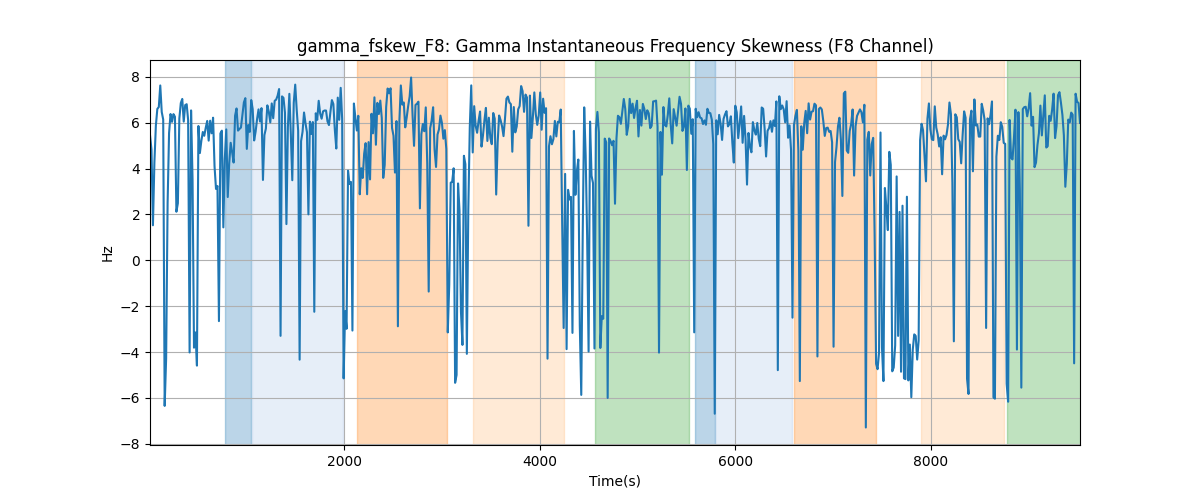 gamma_fskew_F8: Gamma Instantaneous Frequency Skewness (F8 Channel)
8
6
4
2
0
−2
−4
−6
−8
Hz
2000 4000 6000 8000
Time(s)